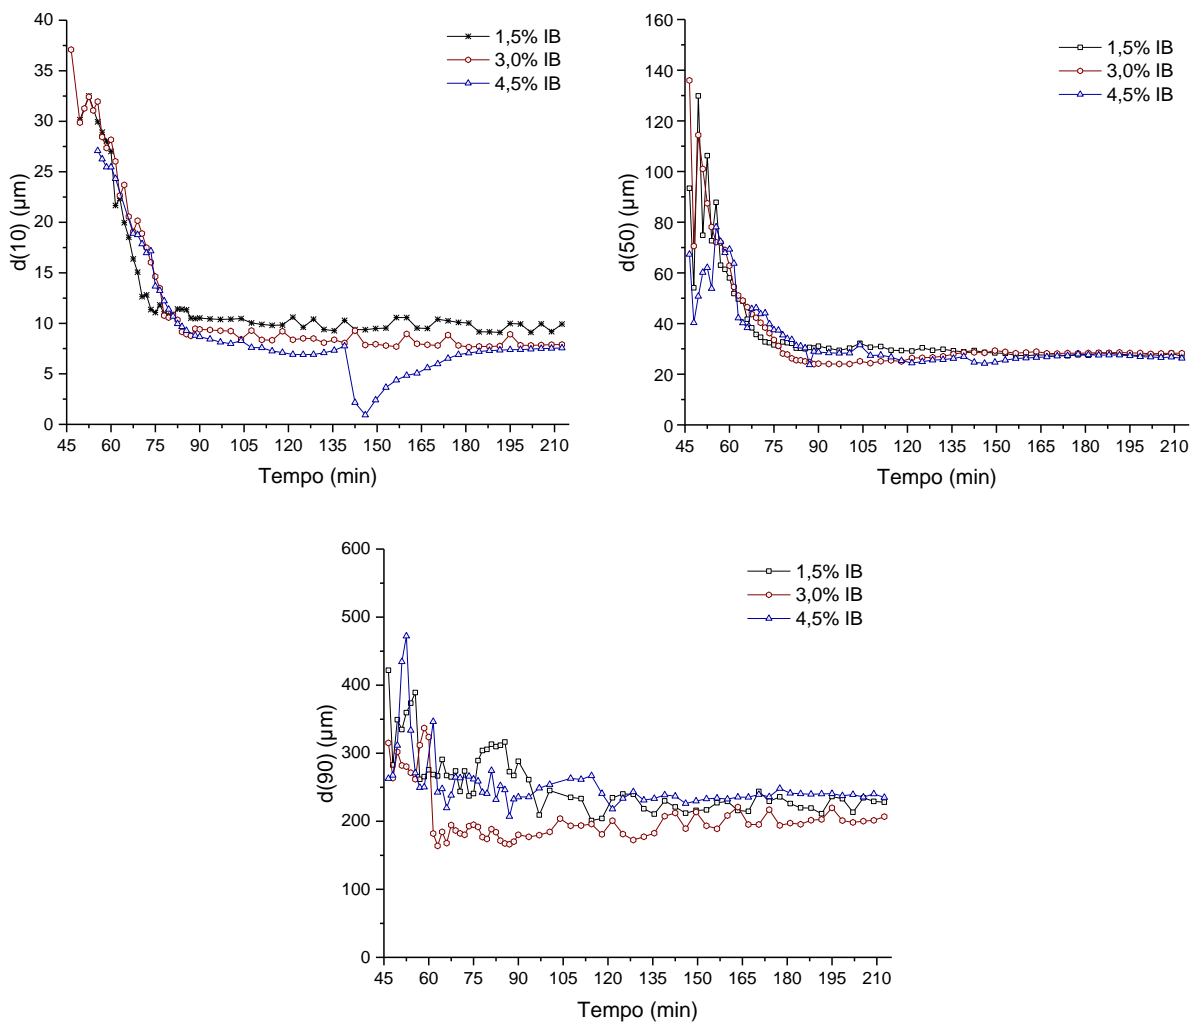 40
35
30
25
20
15
10
5
0
d(10) (µm)
1,5% IB
3,0% IB
4,5% IB
45 60 75 90 105 120 135 150 165 180 195 210
Tempo (min)
160
140
120
100
80
60
40
20
0
d(50) (µm)
1,5% IB
3,0% IB
4,5% IB
45 60 75 90 105 120 135 150 165 180 195 210
Tempo (min)
600
500
400
300
200
100
0
d(90) (µm)
1,5% IB
3,0% IB
4,5% IB
45 60 75 90 105 120 135 150 165 180 195 210
Tempo (min)